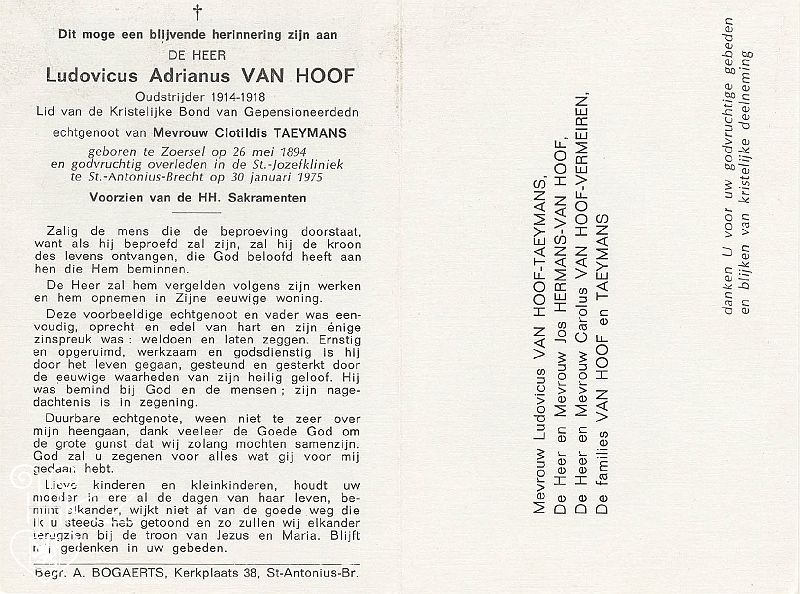 Dit moge een blijvende herinnering zijn aan
DE HEER
Ludovicus Adrianus VAN HOOF
Oudstrijder 1914-1918
Lid van de Kristelijke Bond van Gepensioneerdedn
echtgenoot van Mevrouw Clotildis TAEYMANS
geboren te Zoersel op 26 mei 1894
en godvruchtig overleden in de St.-Jozefkliniek
te St.-Antonius-Brecht op 30 januari 1975
Voorzien van de HH. Sakramenten
Zalig de mens die de beproeving doorstaat,
want als hij beproefd zal zijn, zal hij de kroon
des levens ontvangen, die God beloofd heeft aan
hen die Hem beminnen.
De Heer zal hem vergelden volgens zijn werken
en hem opnemen in Zijne eeuwige woning.
Deze voorbeeldige echtgenoot en vader was een-
voudig, oprecht en edel van hart en zijn énige
zinspreuk was : weldoen en laten zeggen. Ernstig
en opgeruimd, werkzaam en godsdienstig is hij
door het leven gegaan, gesteund en gesterkt door
de eeuwige waarheden van zijn heilig geloof. Hij
was bemind bij God en de mensen ; zijn nage-
dachtenis is in zegening.
Duurbare echtgenote, ween niet te zeer over
mijn heengaan, dank veeleer de Goede God om
de grote gunst dat wij zolang mochten samenzijn.
God zal u zegenen voor alles wat gij voor mij
gedaan hebt.
Lieve kinderen en kleinkinderen, houdt uw
moeder in ere al de dagen van haar leven, be-
mint elkander, wijkt niet af van de goede weg die
ik u steeds heb getoond en zo zullen wij elkander
terugzien bij de troon van Jezus en Maria. Blijft
mij gedenken in uw gebeden.
Begr. A. BOGAERTS, Kerkplaats 38, St-Antonius-Br.
Mevrouw Ludovicus VAN HOOF-TAEYMANS,
De Heer en Mevrouw Jos HERMANS-VAN HOOF,
De Heer en Mevrouw Carolus VAN HOOF-VERMEIREN,
De families VAN HOOF en TAEYMANS
danken U voor uw godvruchtige gebeden
en blijken van kristelijke deelneming